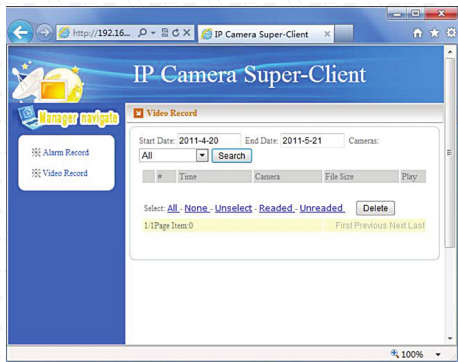 http://192.16...
IP Camera Super-Client
IP Camera Super-Client
Manager navigate
Alarm Record
Video Record
Video Record
Start Date: 2011-4-20 End Date: 2011-5-21 Cameras:
All Search
# Time Camera File Size Play
Select: All - None - Unselect - Readed - Unreaded Delete
1/1Page Item:0 First Previous Next Last
100%